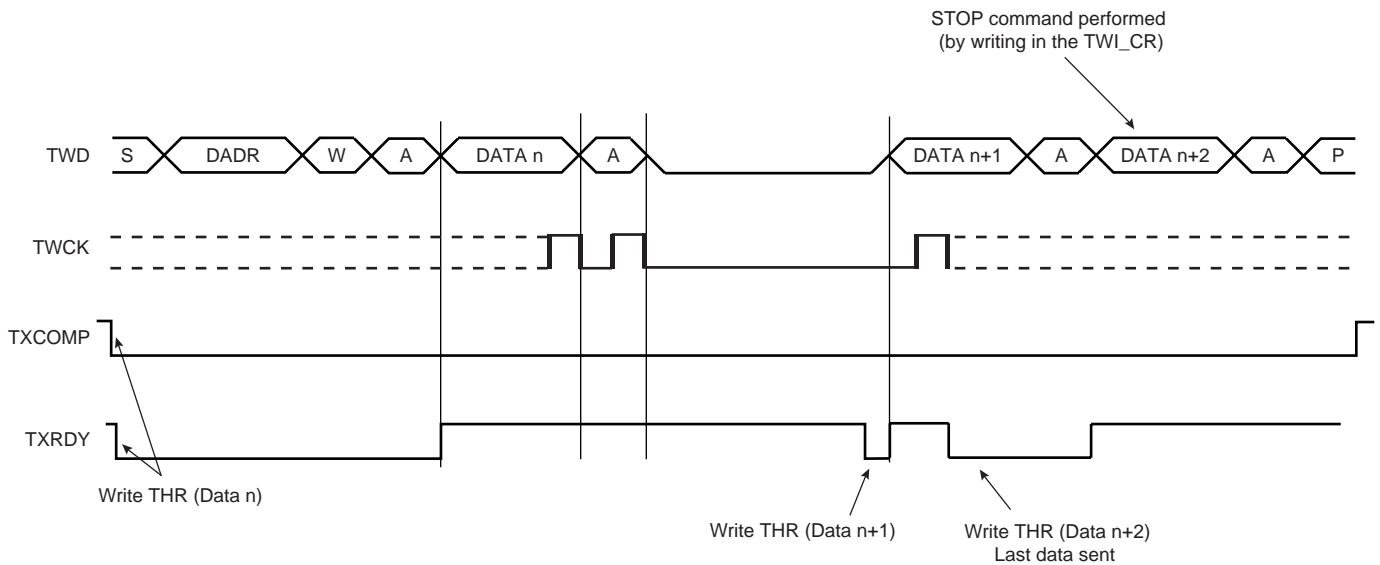 STOP command performed
(by writing in the TWI_CR)
TWD S DADR W A DATA n A DATA n+1 A DATA n+2 A P
TWCK
TXCOMP
TXRDY
Write THR (Data n)
Write THR (Data n+1) Write THR (Data n+2)
Last data sent